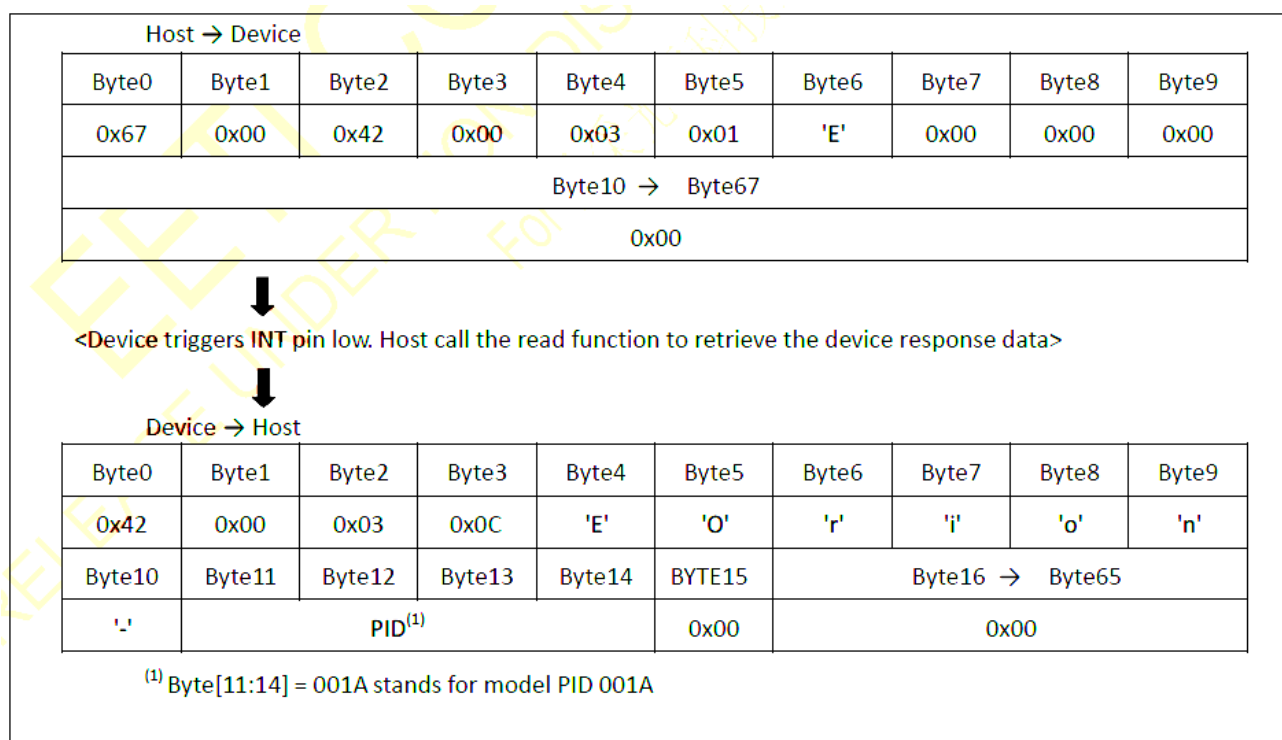 Host → Device
Byte0 Byte1 Byte2 Byte3 Byte4 Byte5 Byte6 Byte7 Byte8 Byte9
0x67 0x00 0x42 0x00 0x03 0x01 'E' 0x00 0x00 0x00
Byte10 → Byte67
0x00
<Device triggers INT pin low. Host call the read function to retrieve the device response data>
Device → Host
Byte0 Byte1 Byte2 Byte3 Byte4 Byte5 Byte6 Byte7 Byte8 Byte9
0x42 0x00 0x03 0x0C 'E' 'O' 'r' 'i' 'o' 'n'
Byte10 Byte11 Byte12 Byte13 Byte14 BYTE15 Byte16 → Byte65
'-' PID(1) 0x00 0x00
(1) Byte[11:14] = 001A stands for model PID 001A